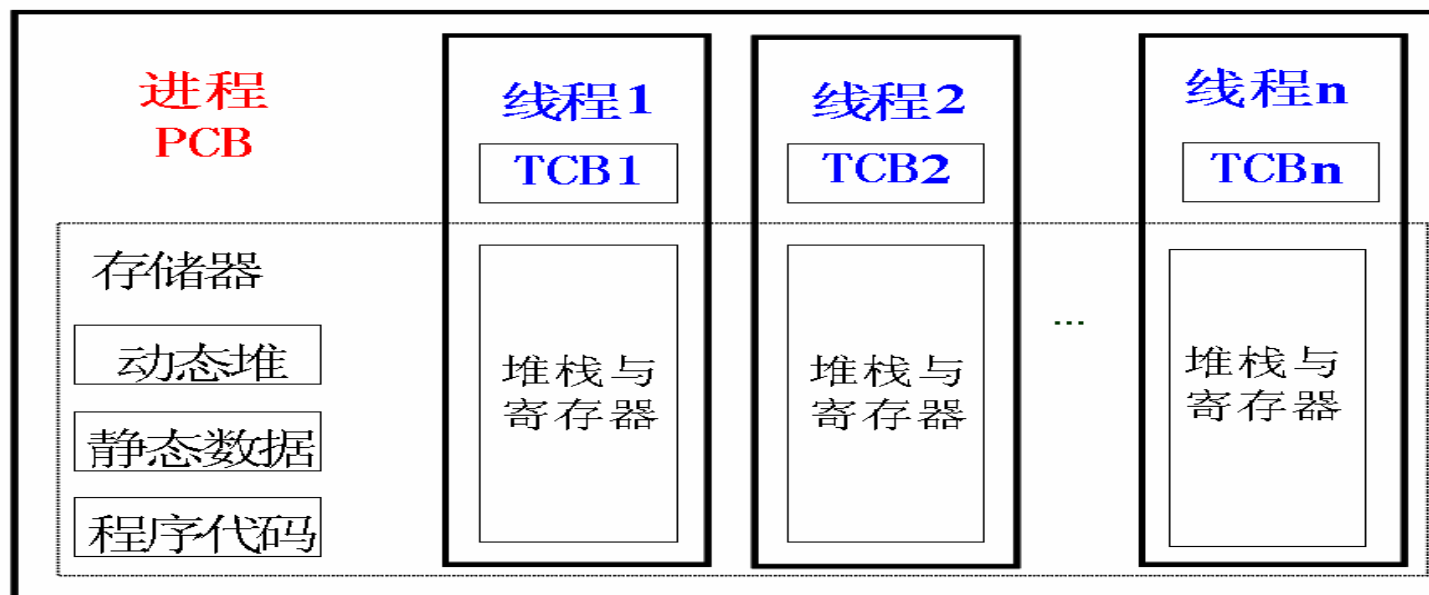 进程
PCB
线程1
TCB1
线程2
TCB2
线程n
TCBn
存储器
动态堆
静态数据
程序代码
堆栈与
寄存器
堆栈与
寄存器
...
堆栈与
寄存器